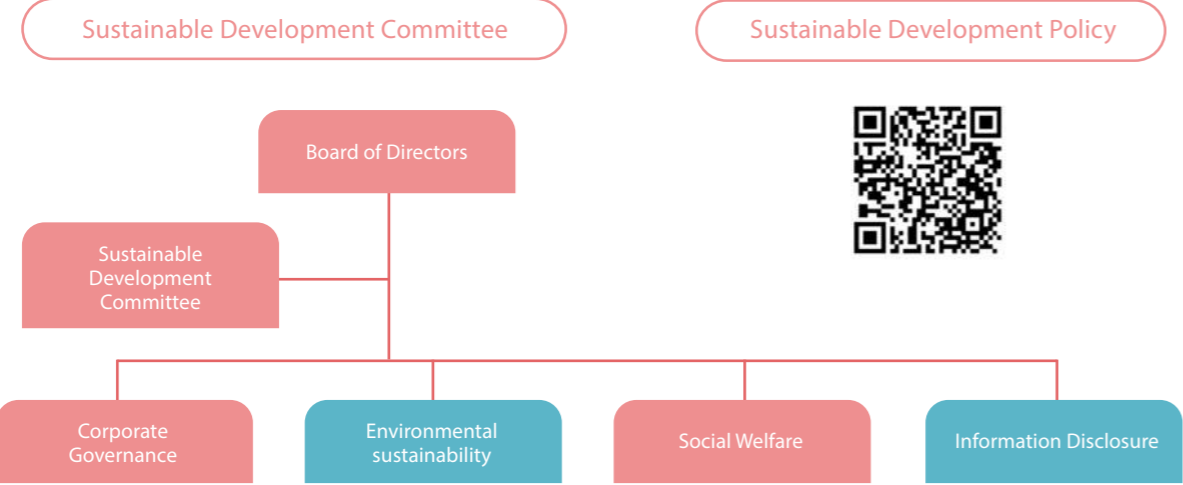 Sustainable Development Committee
Sustainable Development Policy
Board of Directors
Sustainable
Development
Committee
Corporate
Governance
Environmental
sustainability
Social Welfare
Information Disclosure